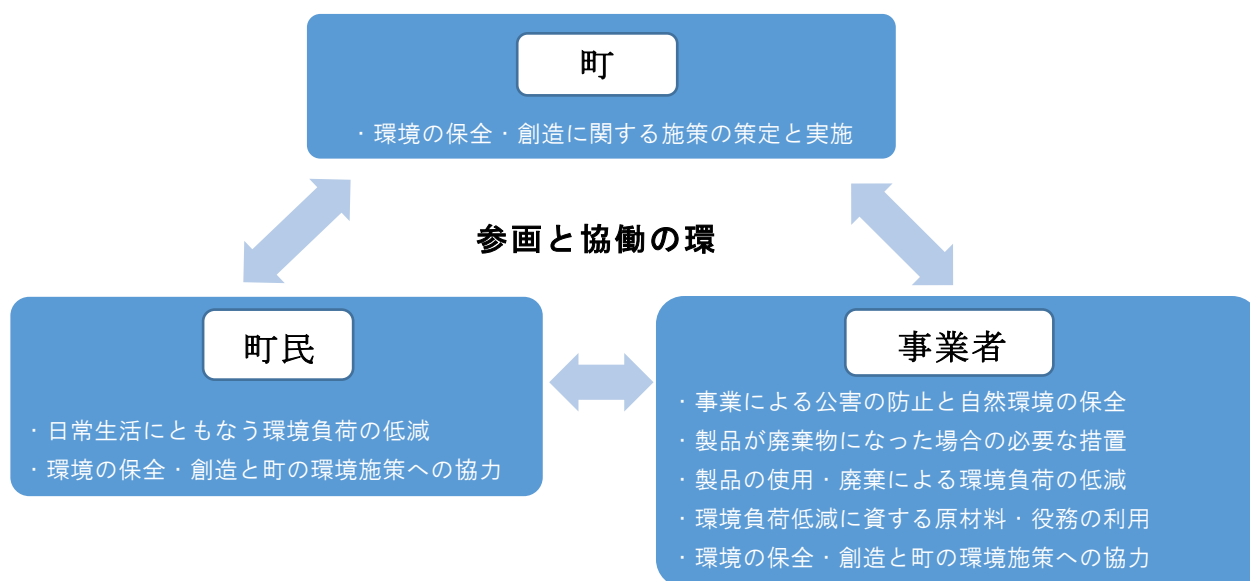 町
・環境の保全・創造に関する施策の策定と実施
参画と協働の環
町民
・日常生活にともなう環境負荷の低減
・環境の保全・創造と町の環境施策への協力
事業者
・事業による公害の防止と自然環境の保全
・製品が廃棄物になった場合の必要な措置
・製品の使用・廃棄による環境負荷の低減
・環境負荷低減に資する原材料・役務の利用
・環境の保全・創造と町の環境施策への協力